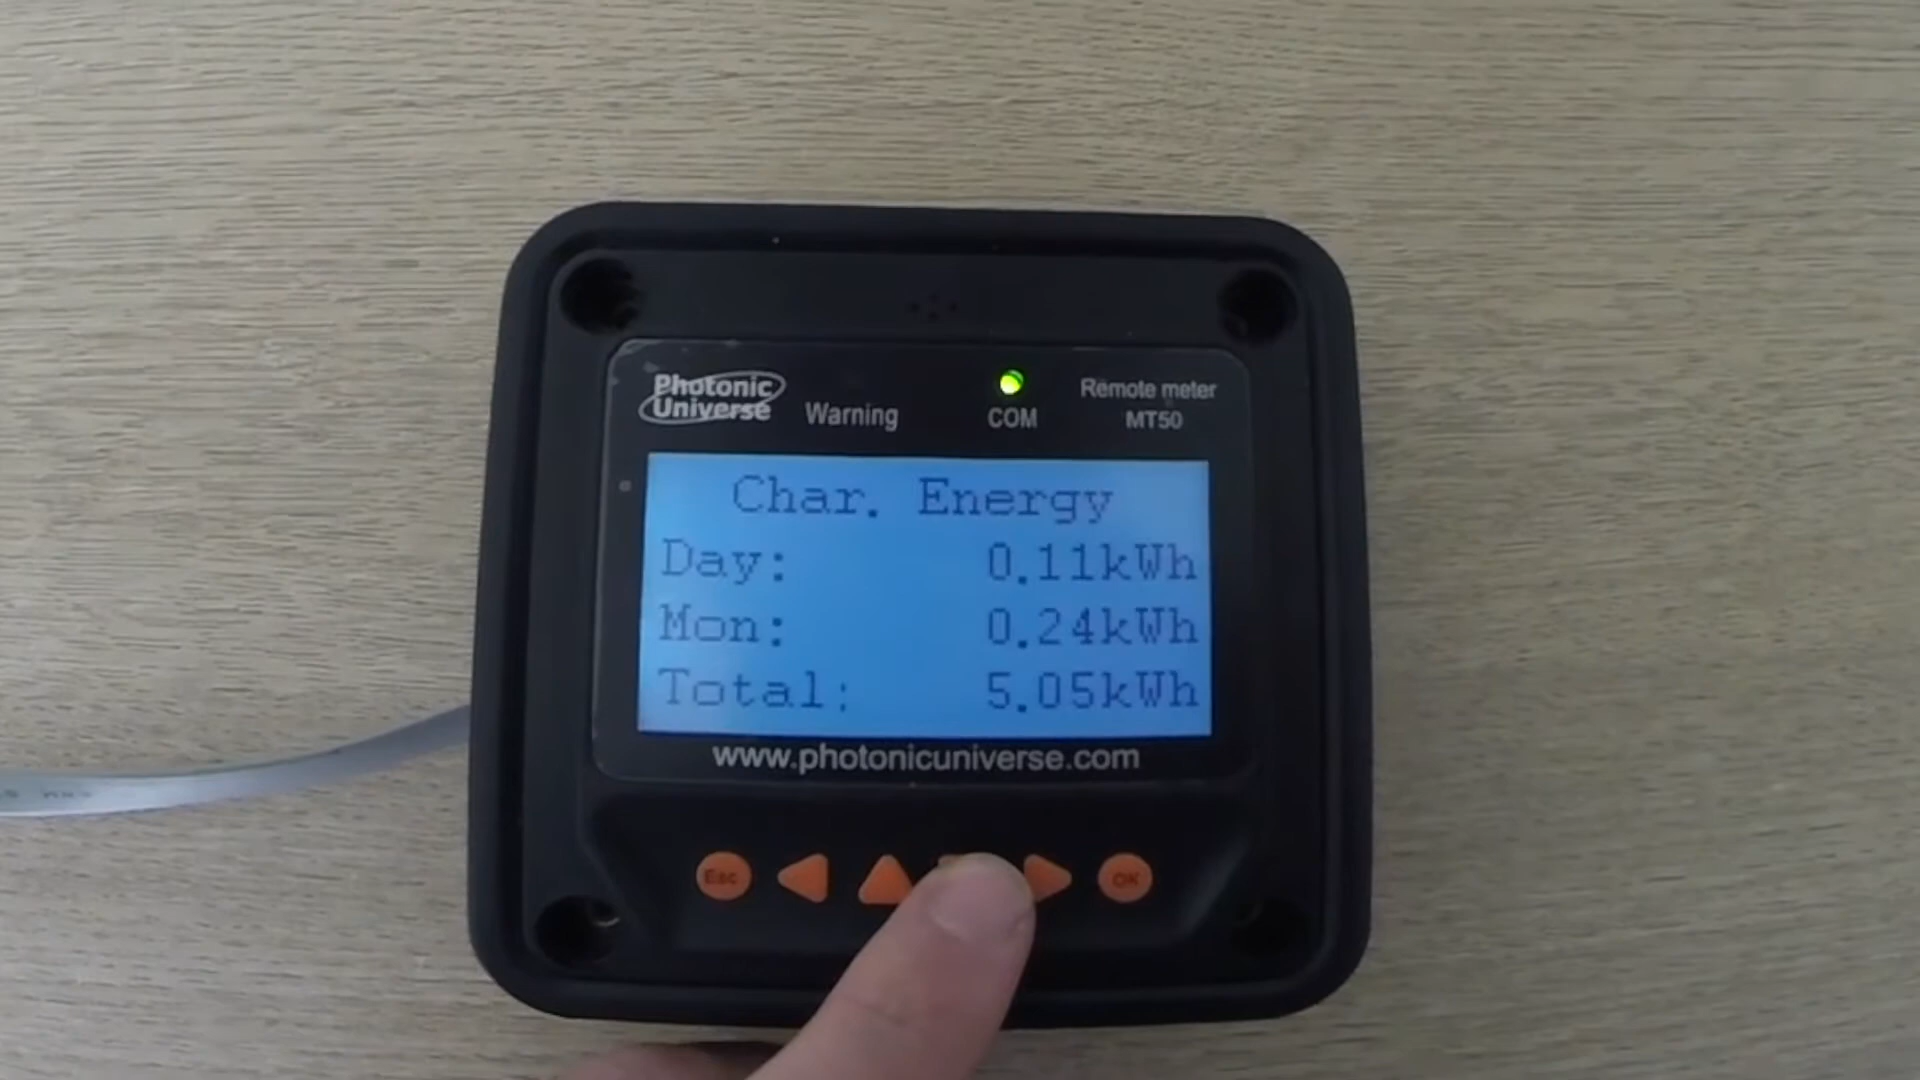 Photonic
Universe
Warning
COM
Remote meter
MT50
Char. Energy
Day: 0.11kWh
Mon: 0.24kWh
Total: 5.05kWh
www.photonicuniverse.com
Esc
OK